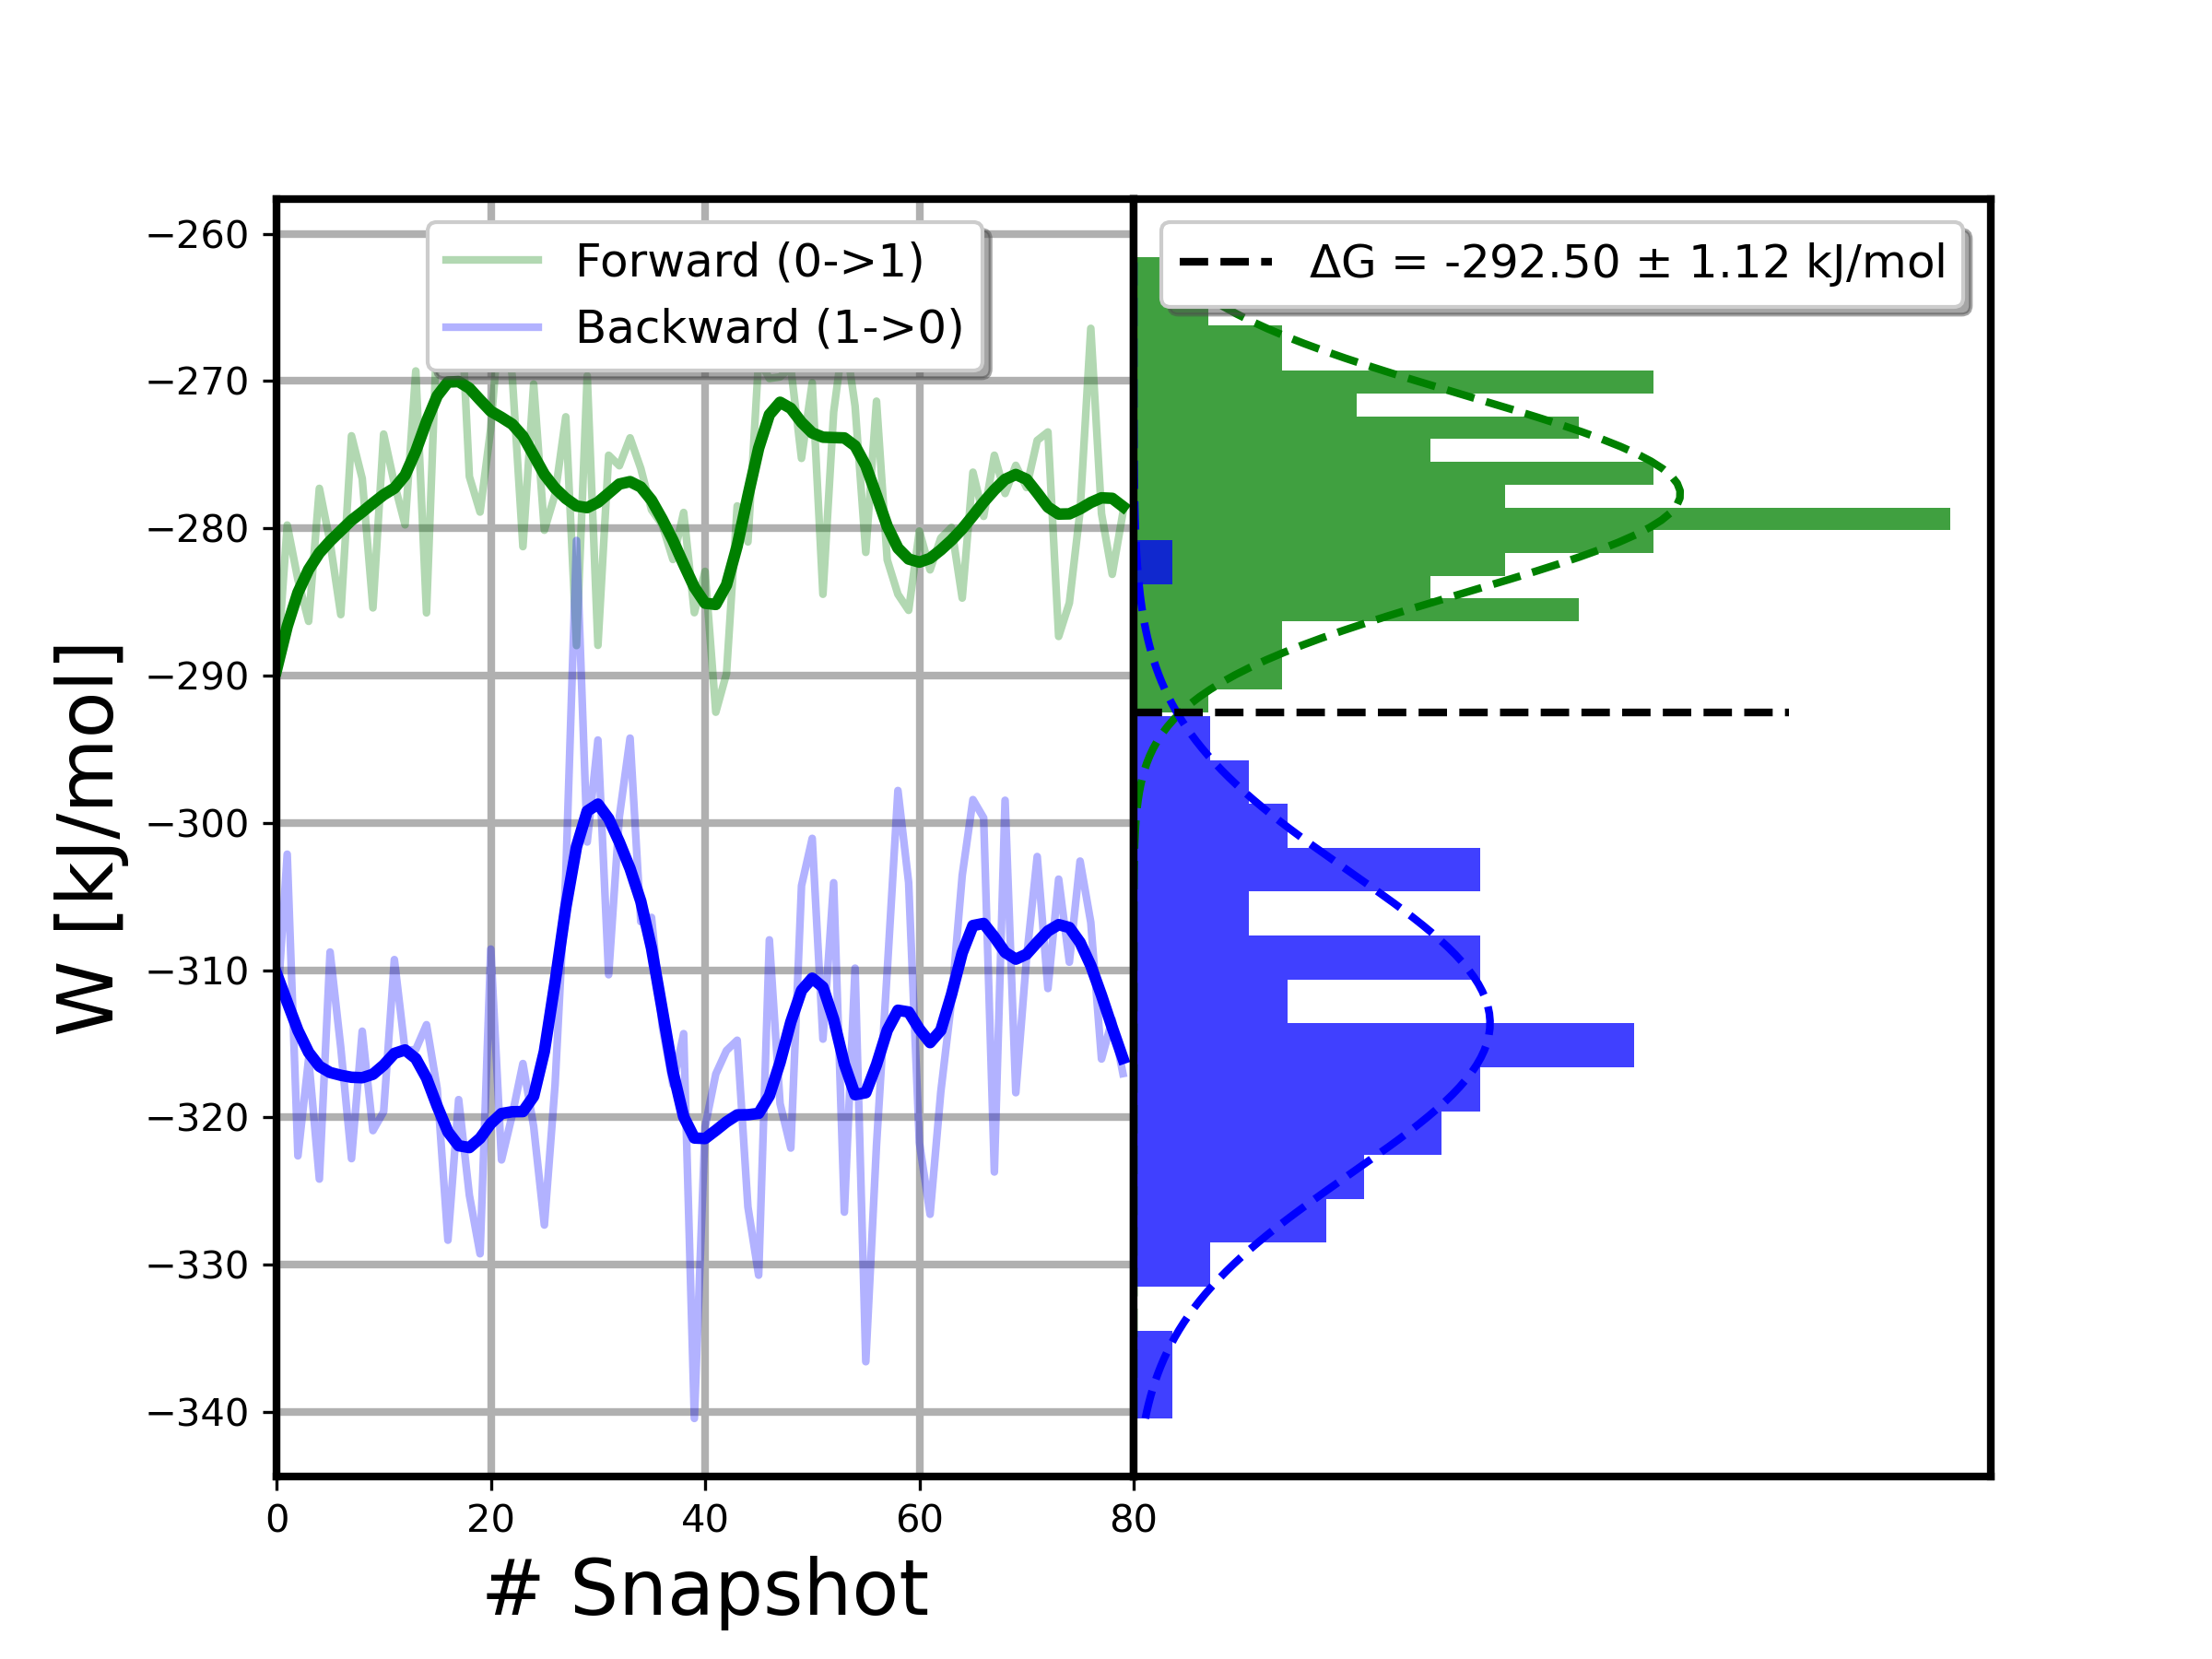 Forward (0->1)
Backward (1->0)
ΔG = -292.50 ± 1.12 kJ/mol
W [kJ/mol]
−260
−270
−280
−290
−300
−310
−320
−330
−340
0 20 40 60 80
# Snapshot